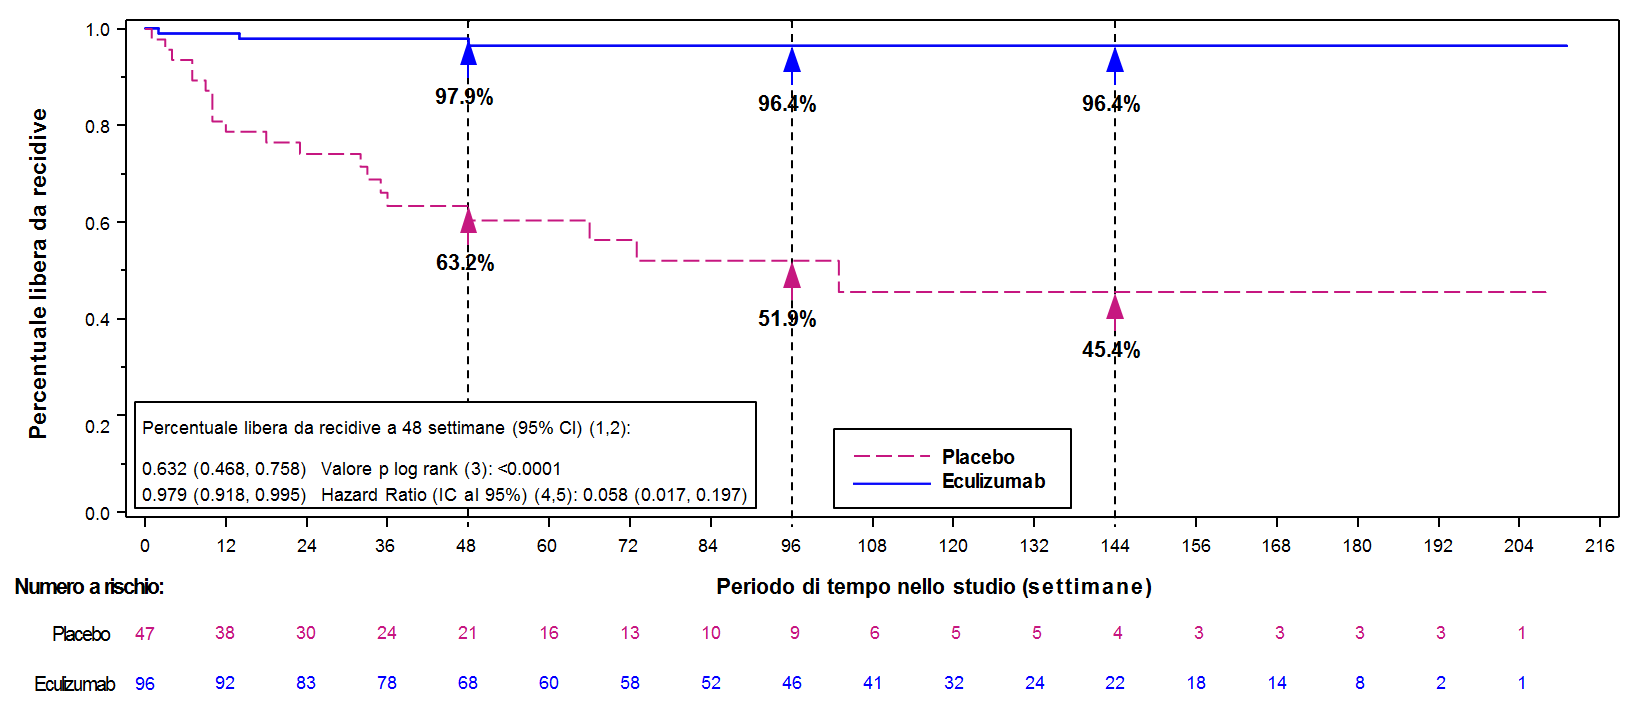 Percentuale libera da recidive
1.0
0.8
0.6
0.4
0.2
0.0
97.9%
96.4%
96.4%
63.2%
51.9%
45.4%
Percentuale libera da recidive a 48 settimane (95% CI) (1,2):
0.632 (0.468, 0.758) Valore p log rank (3): <0.0001
0.979 (0.918, 0.995) Hazard Ratio (IC al 95%) (4,5): 0.058 (0.017, 0.197)
Placebo
Eculizumab
0 12 24 36 48 60 72 84 96 108 120 132 144 156 168 180 192 204 216
Numero a rischio: Periodo di tempo nello studio (settimane)
Placebo 47 38 30 24 21 16 13 10 9 6 5 5 4 3 3 3 3 1
Eculizumab 96 92 83 78 68 60 58 52 46 41 32 24 22 18 14 8 2 1